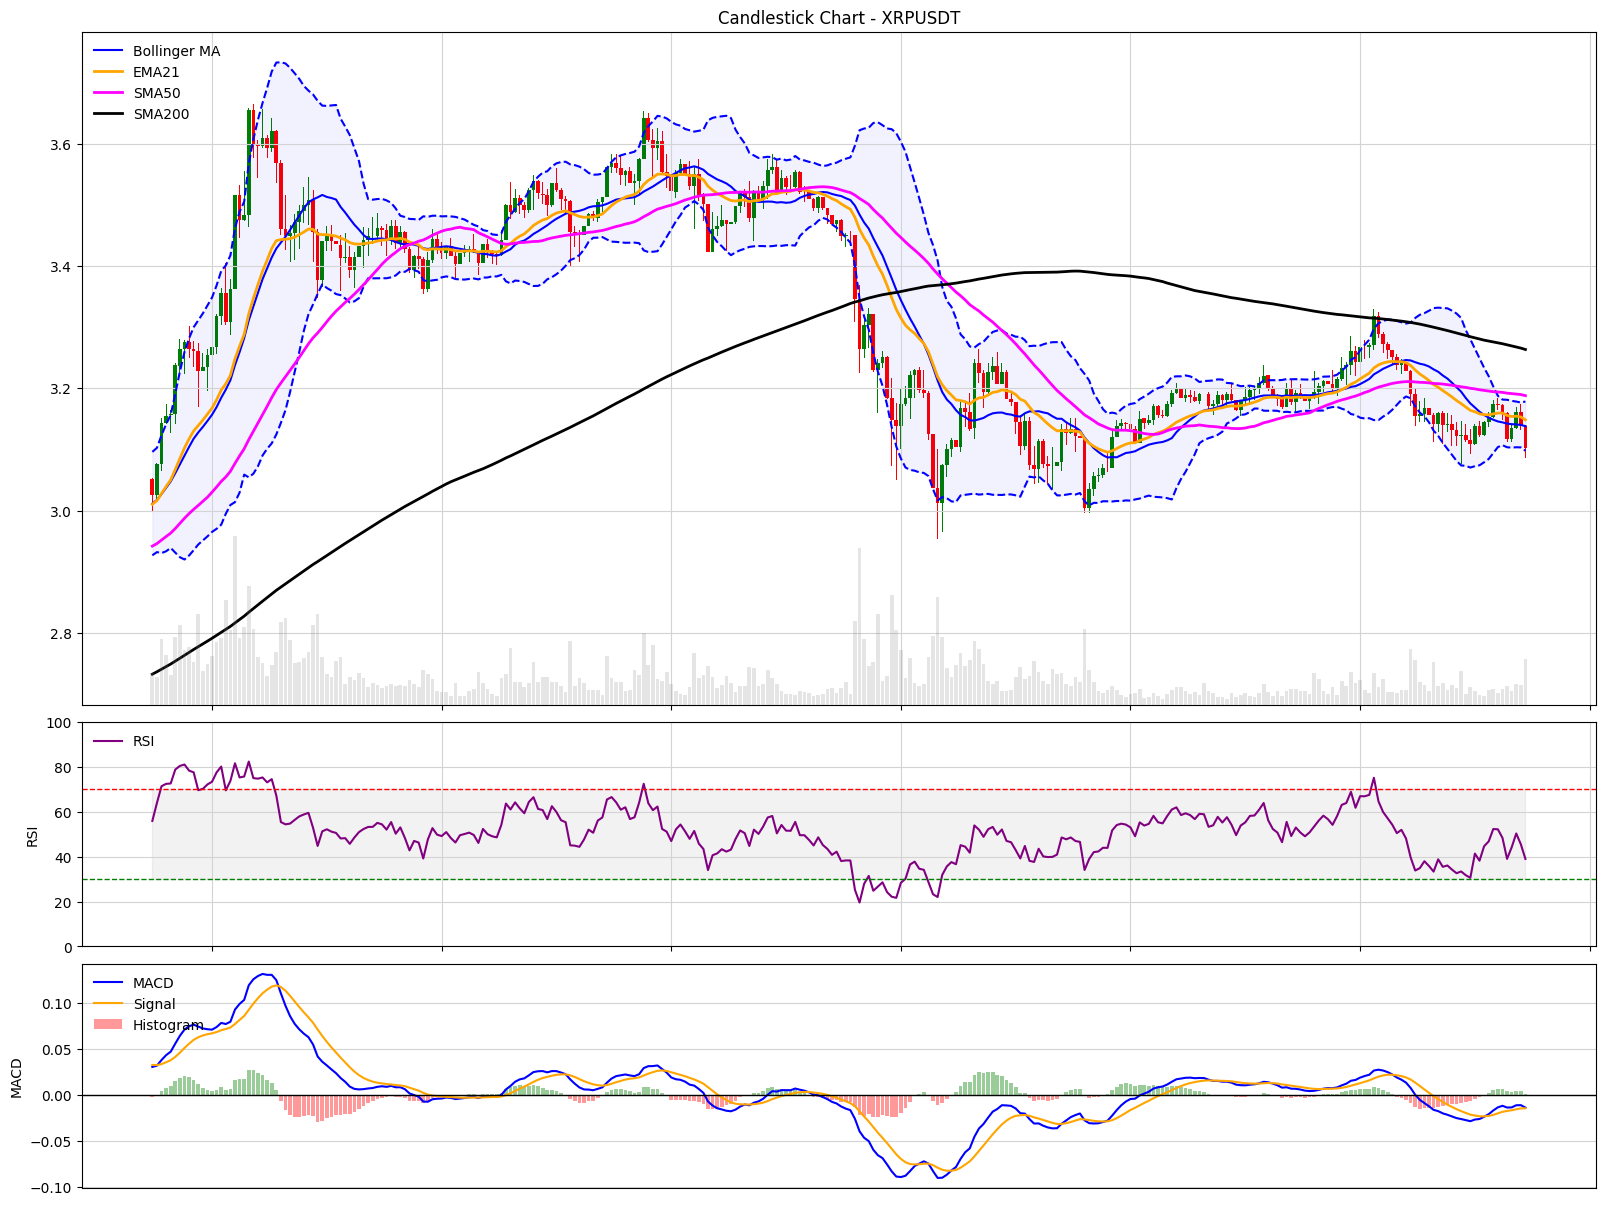 Candlestick Chart - XRPUSDT
Bollinger MA
EMA21
SMA50
SMA200
3.6
3.4
3.2
3.0
2.8
100
80
60
40
20
0
RSI
RSI
0.10
0.05
0.00
−0.05
−0.10
MACD
MACD
Signal
Histogram